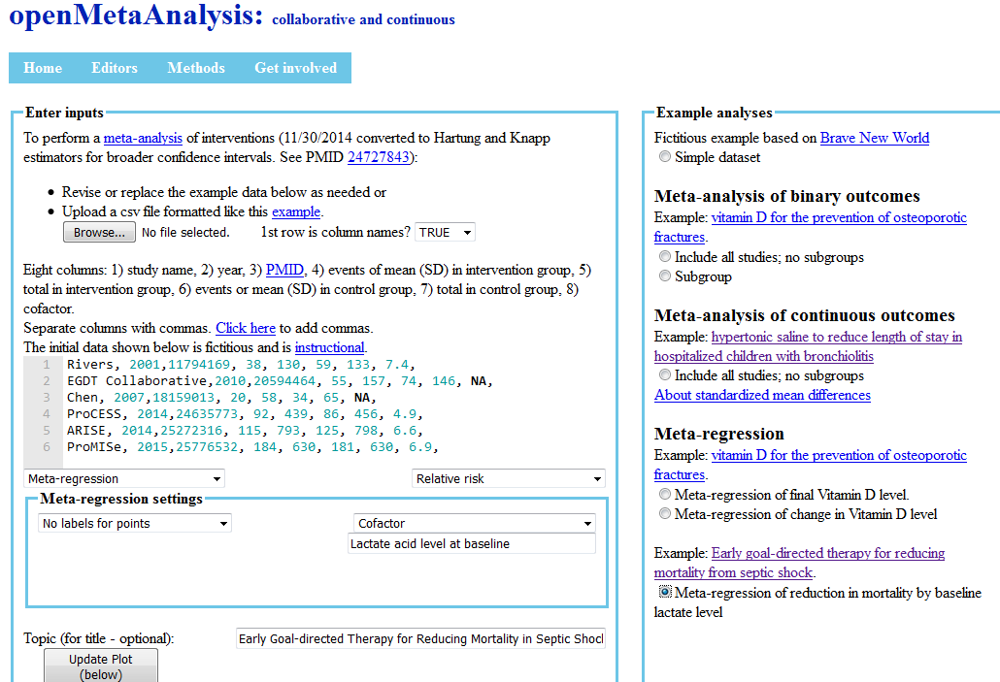 openMetaAnalysis: collaborative and continuous
Home Editors Methods Get involved
Enter inputs
To perform a meta-analysis of interventions (11/30/2014 converted to Hartung and Knapp
estimators for broader confidence intervals. See PMID 24727843):
Revise or replace the example data below as needed or
Upload a csv file formatted like this example.
Browse... No file selected. 1st row is column names? TRUE
Eight columns: 1) study name, 2) year, 3) PMID, 4) events of mean (SD) in intervention group, 5)
total in intervention group, 6) events or mean (SD) in control group, 7) total in control group, 8)
cofactor.
Separate columns with commas. Click here to add commas.
The initial data shown below is fictitious and is instructional.
1 Rivers, 2001,11794169, 38, 130, 59, 133, 7.4,
2 EGDT Collaborative,2010,20594464, 55, 157, 74, 146, NA,
3 Chen, 2007,18159013, 20, 58, 34, 65, NA,
4 ProCESS, 2014,24635773, 92, 439, 86, 456, 4.9,
5 ARISE, 2014,25272316, 115, 793, 125, 798, 6.6,
6 ProMISe, 2015,25776532, 184, 630, 181, 630, 6.9,
Meta-regression Relative risk
Meta-regression settings
No labels for points Cofactor
Lactate acid level at baseline
Topic (for title - optional): Early Goal-directed Therapy for Reducing Mortality in Septic Shocl
Update Plot
(below)
Example analyses
Fictitious example based on Brave New World
Simple dataset
Meta-analysis of binary outcomes
Example: vitamin D for the prevention of osteoporotic
fractures.
Include all studies; no subgroups
Subgroup
Meta-analysis of continuous outcomes
Example: hypertonic saline to reduce length of stay in
hospitalized children with bronchiolitis
Include all studies; no subgroups
About standardized mean differences
Meta-regression
Example: vitamin D for the prevention of osteoporotic
fractures.
Meta-regression of final Vitamin D level.
Meta-regression of change in Vitamin D level
Example: Early goal-directed therapy for reducing
mortality from septic shock.
Meta-regression of reduction in mortality by baseline
lactate level